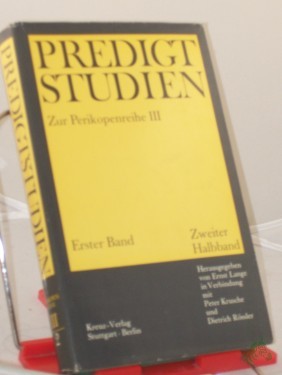 PREDIGT
STUDIEN
Zur Perikopenreihe III
Erster Band
Zweiter
Halbband
Herausgegeben
von Ernst Lange
in Verbindung
mit
Peter Krusche
und
Dietrich Rössler
Kreuz-Verlag
Stuttgart · Berlin
PREDIGTSTUDIEN